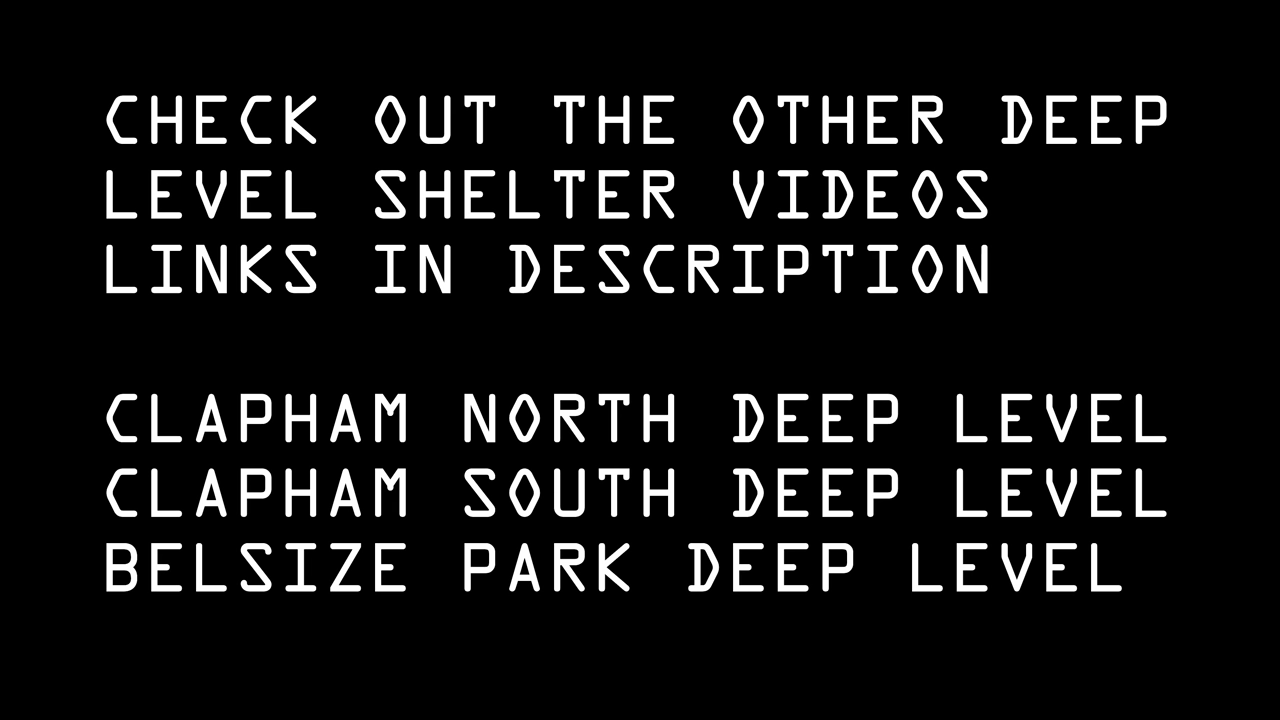 CHECK OUT THE OTHER DEEP
LEVEL SHELTER VIDEOS
LINKS IN DESCRIPTION
CLAPHAM NORTH DEEP LEVEL
CLAPHAM SOUTH DEEP LEVEL
BELSIZE PARK DEEP LEVEL